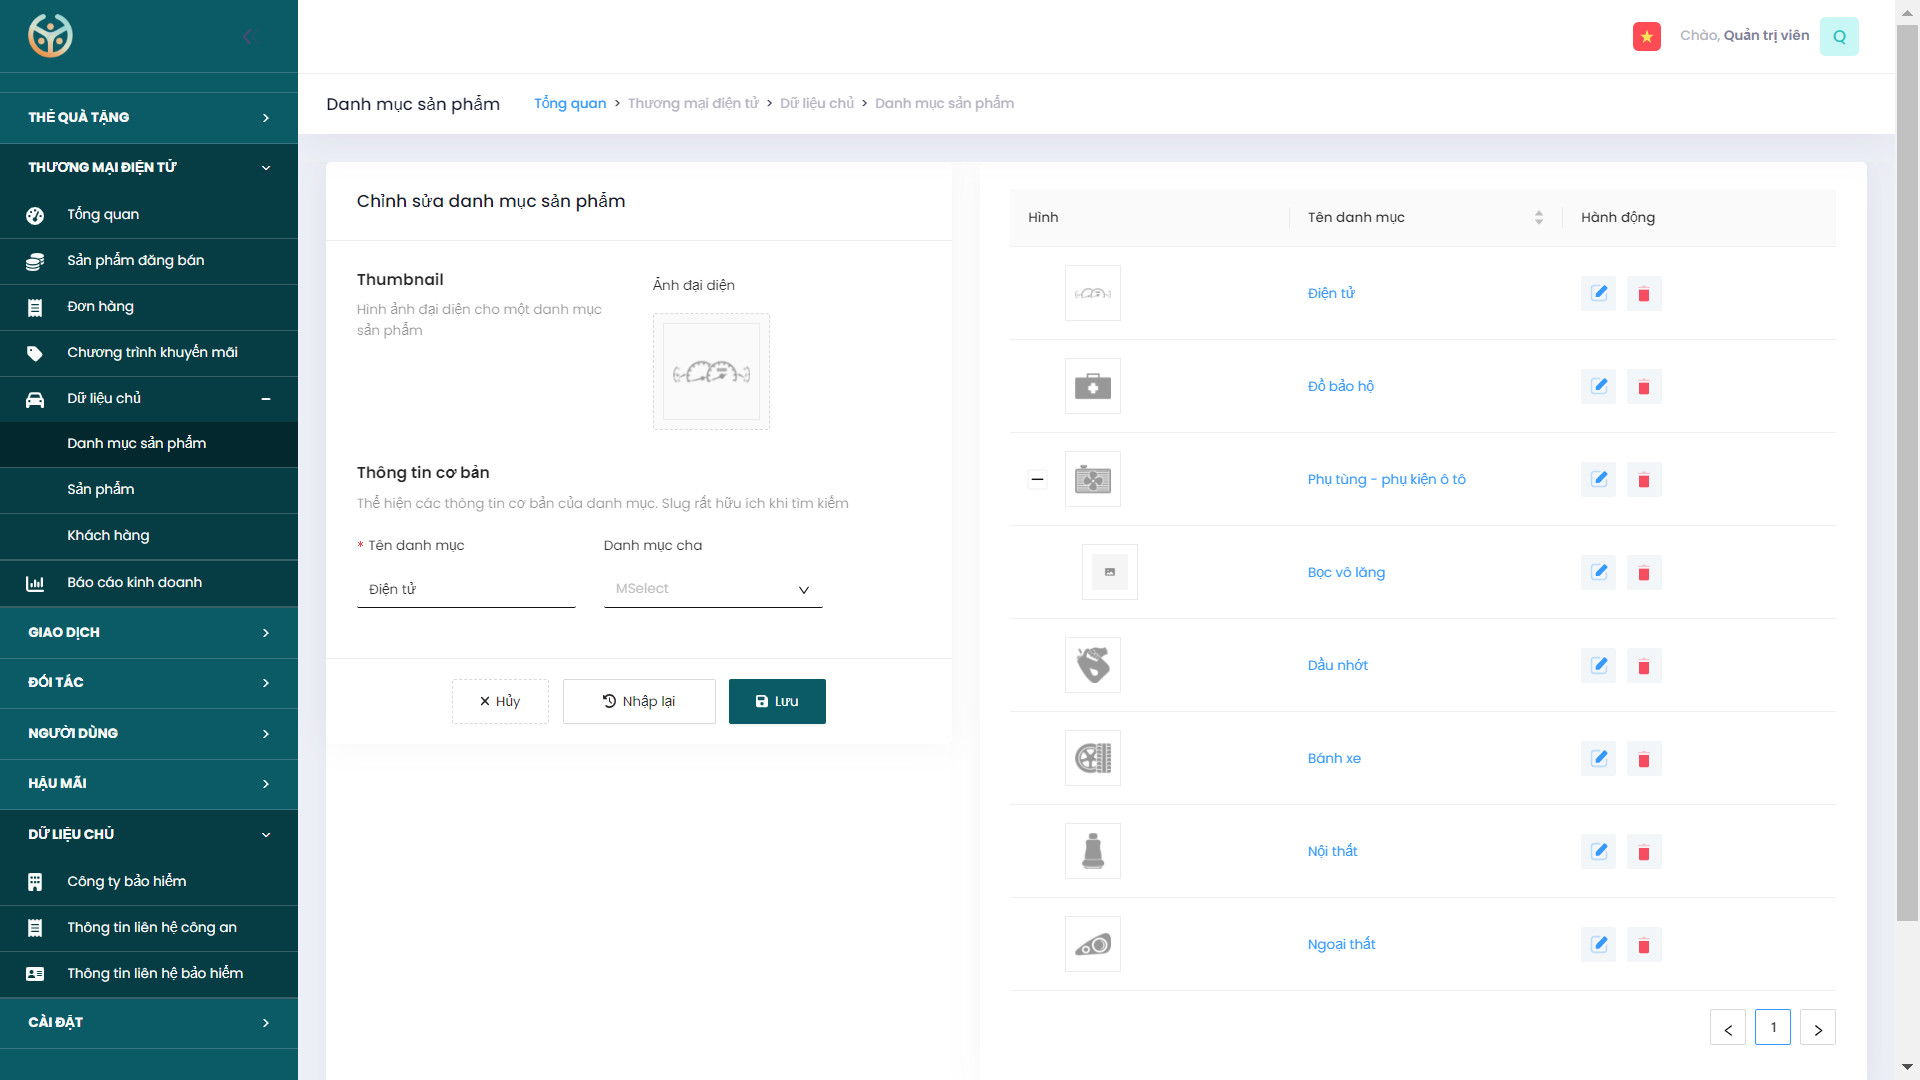 Chào, Quản trị viên
Q
Danh mục sản phẩm
Tổng quan > Thương mại điện tử > Dữ liệu chủ > Danh mục sản phẩm
THẺ QUÀ TẶNG
THƯƠNG MẠI ĐIỆN TỬ
Tổng quan
Sản phẩm đăng bán
Đơn hàng
Chương trình khuyến mãi
Dữ liệu chủ
Danh mục sản phẩm
Sản phẩm
Khách hàng
Báo cáo kinh doanh
GIAO DỊCH
ĐỐI TÁC
NGƯỜI DÙNG
HẬU MÃI
DỮ LIỆU CHỦ
Công ty bảo hiểm
Thông tin liên hệ công an
Thông tin liên hệ bảo hiểm
CÀI ĐẶT
Chỉnh sửa danh mục sản phẩm
Thumbnail
Hình ảnh đại diện cho một danh mục
sản phẩm
Ảnh đại diện
Thông tin cơ bản
Thể hiện các thông tin cơ bản của danh mục. Slug rất hữu ích khi tìm kiếm
* Tên danh mục
Danh mục cha
Điện tử
MSelect
Hủy
Nhập lại
Lưu
Hình
Tên danh mục
Hành động
Điện tử
Đồ bảo hộ
Phụ tùng - phụ kiện ô tô
Bọc vô lăng
Dầu nhớt
Bánh xe
Nội thất
Ngoại thất
< 1 >